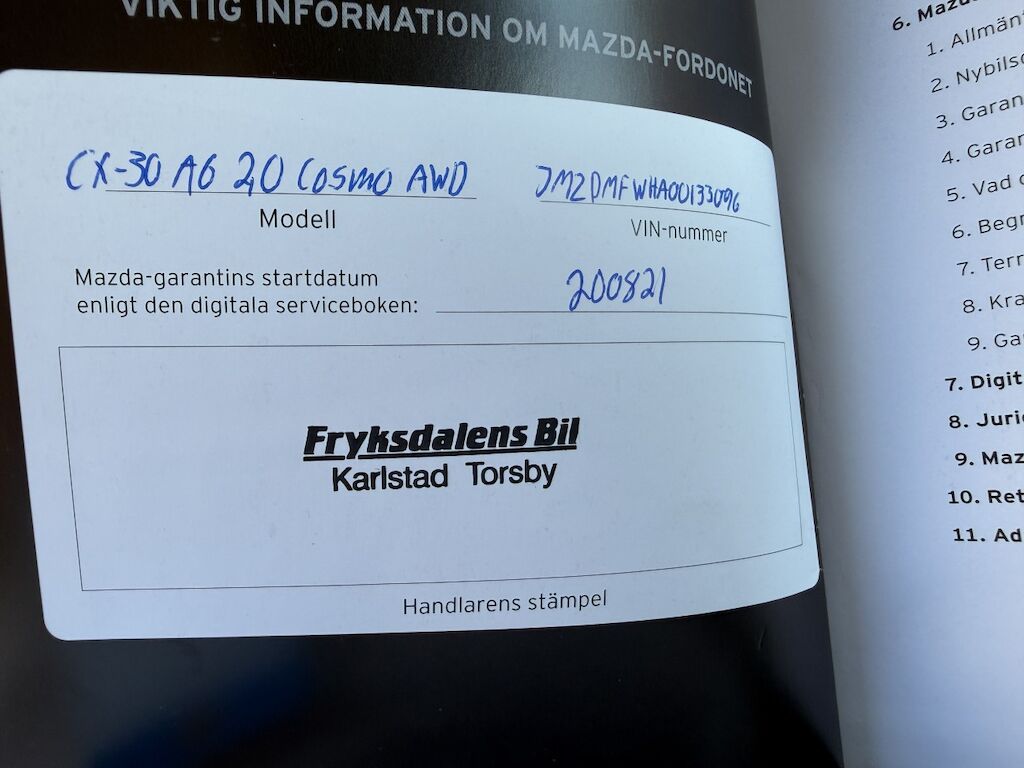 VIKTIG INFORMATION OM MAZDA-FORDONET
CX-30 A6 2,0 COSMO AWD
Modell
JMZDMFWHA00133096
VIN-nummer
Mazda-garantins startdatum
enligt den digitala serviceboken:
200821
Fryksdalens Bil
Karlstad Torsby
Handlarens stämpel
6. Mazd
1. Allmän
2. Nybils
3. Garan
4. Garar
5. Vad
6. Begr
7. Terr
8. Kra
9. Ga
7. Digit
8. Juri
9. Maz
10. Ret
11. Ad